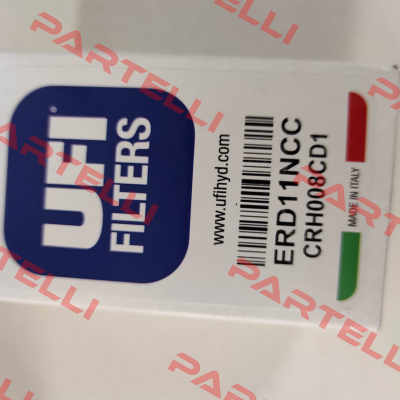 UFI
FILTERS
www.ufihyd.com
ERD11NCC
CRH008CD1
MADE IN ITALY
PARTELLI
PARTELLI
PARTELLI
PARTELLI
PARTELLI